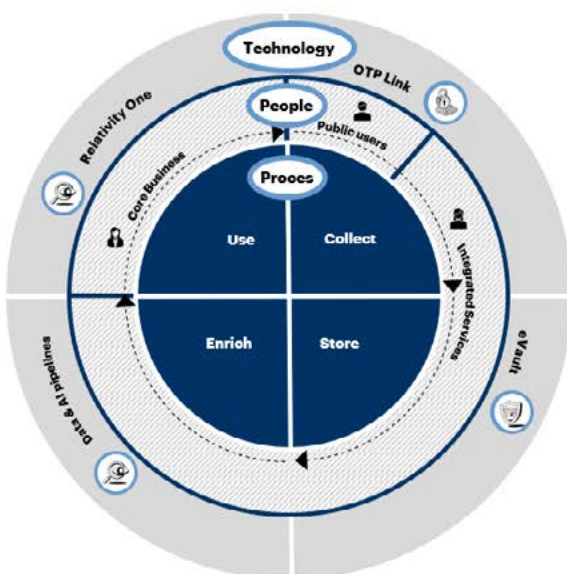 Technology
OTP Link
People
Public users
Relativity One
Core Business
Proces
Use
Collect
Integrated Services
Enrich
Store
Data & AI pipelines
eVault